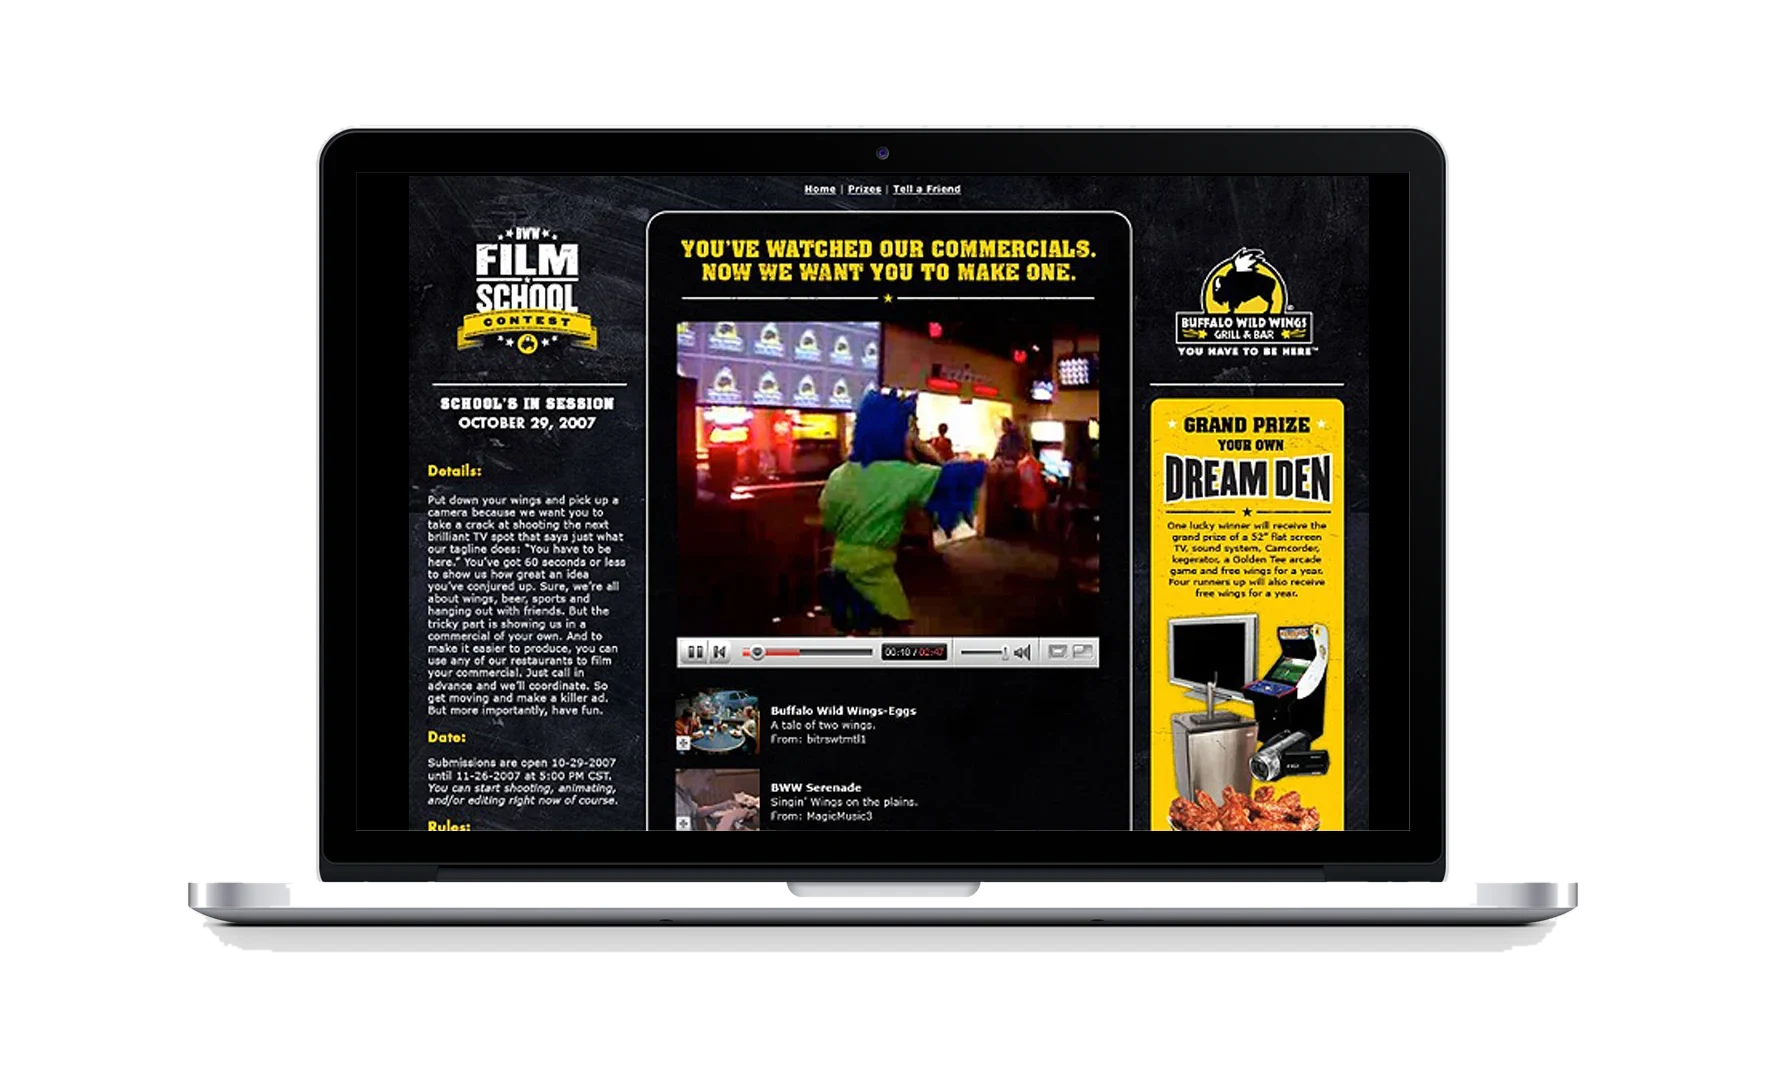 Home | Prizes | Tell a Friend
BWW
FILM
SCHOOL
CONTEST
SCHOOL'S IN SESSION
OCTOBER 29, 2007
Details:
Put down your wings and pick up a
camera because we want you to
take a crack at shooting the next
brilliant TV spot that says just what
our tagline does: "You have to be
here." You've got 60 seconds or less
to show us how great an idea
you've conjured up. Sure, we're all
about wings, beer, sports and
hanging out with friends. But the
tricky part is showing us in a
commercial of your own. And to
make it easier to produce, you can
use any of our restaurants to film
your commercial. Just call in
advance and we'll coordinate. So
get moving and make a killer ad.
But more importantly, have fun.
Date:
Submissions are open 10-29-2007
until 11-26-2007 at 5:00 PM CST.
You can start shooting, animating,
and/or editing right now of course.
Rules:
YOU'VE WATCHED OUR COMMERCIALS.
NOW WE WANT YOU TO MAKE ONE.
00:10 / 02:47
Buffalo Wild Wings-Eggs
A tale of two wings.
From: bitrswtmtl1
BWW Serenade
Singin' Wings on the plains.
From: MagicMusic3
BUFFALO WILD WINGS
GRILL & BAR
YOU HAVE TO BE HERE™
GRAND PRIZE
YOUR OWN
DREAM DEN
One lucky winner will receive the
grand prize of a 52" flat screen
TV, sound system, Camcorder,
kegerator, a Golden Tee arcade
game and free wings for a year.
Four runners up will also receive
free wings for a year.